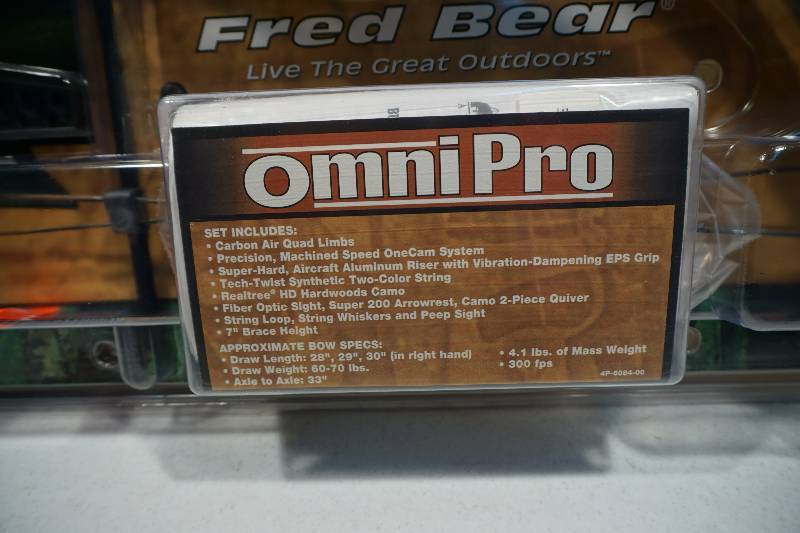 Fred Bear®
Live The Great Outdoors™
Omni Pro
SET INCLUDES:
• Carbon Air Quad Limbs
• Precision, Machined Speed OneCam System
• Super-Hard, Aircraft Aluminum Riser with Vibration-Dampening EPS Grip
• Tech-Twist Synthetic Two-Color String
• Realtree® HD Hardwoods Camo
• Fiber Optic Sight, Super 200 Arrowrest, Camo 2-Piece Quiver
• String Loop, String Whiskers and Peep Sight
• 7" Brace Height
APPROXIMATE BOW SPECS:
• Draw Length: 28", 29", 30" (in right hand)
• Draw Weight: 60-70 lbs.
• Axle to Axle: 33"
• 4.1 lbs. of Mass Weight
• 300 fps
4P-6084-00